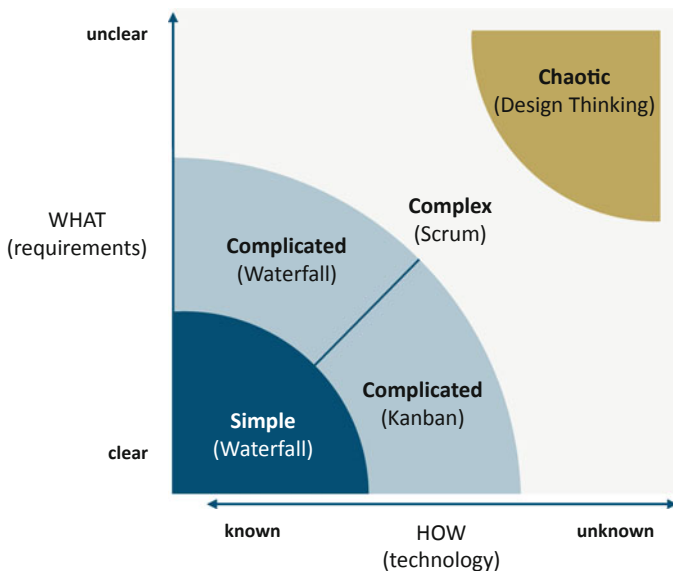 unclear
Chaotic
(Design Thinking)
WHAT
(requirements)
Complex
(Scrum)
Complicated
(Waterfall)
Complicated
(Kanban)
Simple
(Waterfall)
clear
known
HOW
(technology)
unknown